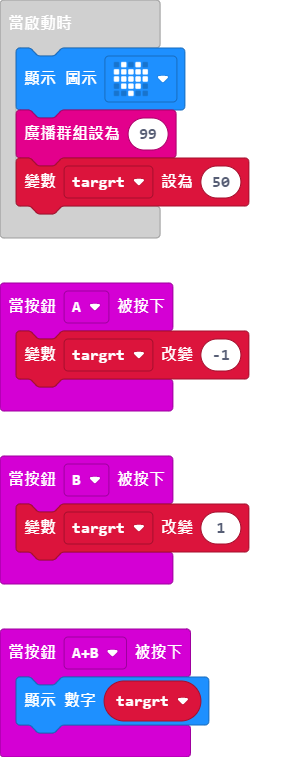 當啟動時
顯示 圖示
廣播群組設為 99
變數 targrt 設為 50
當按鈕 A 被按下
變數 targrt 改變 -1
當按鈕 B 被按下
變數 targrt 改變 1
當按鈕 A+B 被按下
顯示 數字 targrt